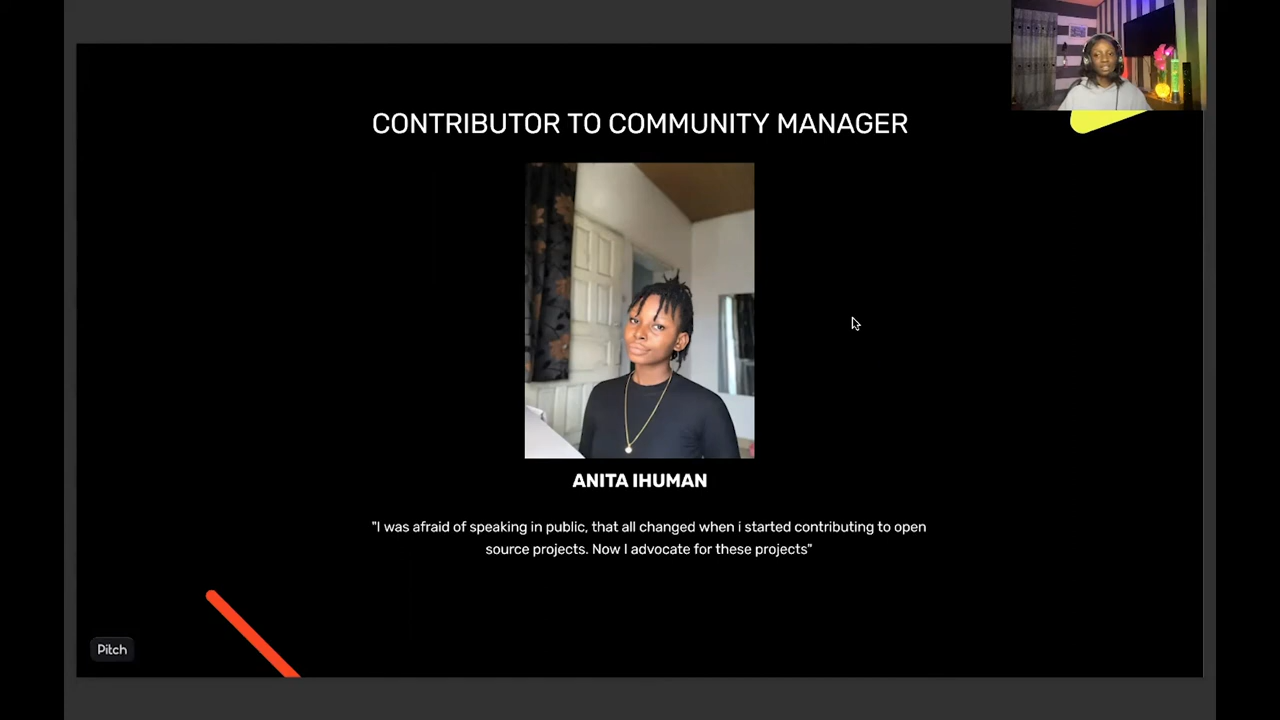 CONTRIBUTOR TO COMMUNITY MANAGER
ANITA IHUMAN
"I was afraid of speaking in public, that all changed when i started contributing to open
source projects. Now I advocate for these projects"
Pitch